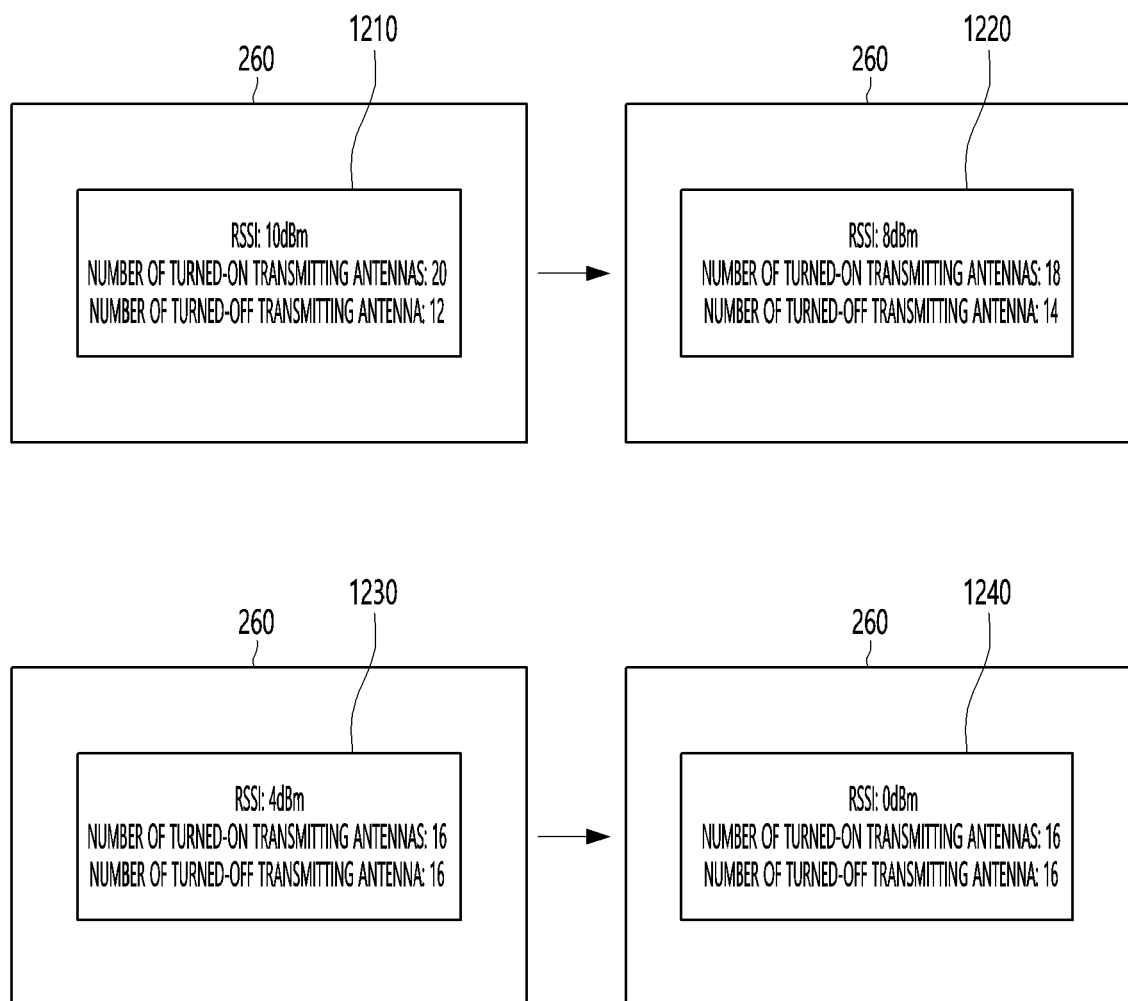 1210
1220
260
260
RSSI: 10dBm
NUMBER OF TURNED-ON TRANSMITTING ANTENNAS: 20
NUMBER OF TURNED-OFF TRANSMITTING ANTENNA: 12
RSSI: 8dBm
NUMBER OF TURNED-ON TRANSMITTING ANTENNAS: 18
NUMBER OF TURNED-OFF TRANSMITTING ANTENNA: 14
1230
1240
260
260
RSSI: 4dBm
NUMBER OF TURNED-ON TRANSMITTING ANTENNAS: 16
NUMBER OF TURNED-OFF TRANSMITTING ANTENNA: 16
RSSI: 0dBm
NUMBER OF TURNED-ON TRANSMITTING ANTENNAS: 16
NUMBER OF TURNED-OFF TRANSMITTING ANTENNA: 16